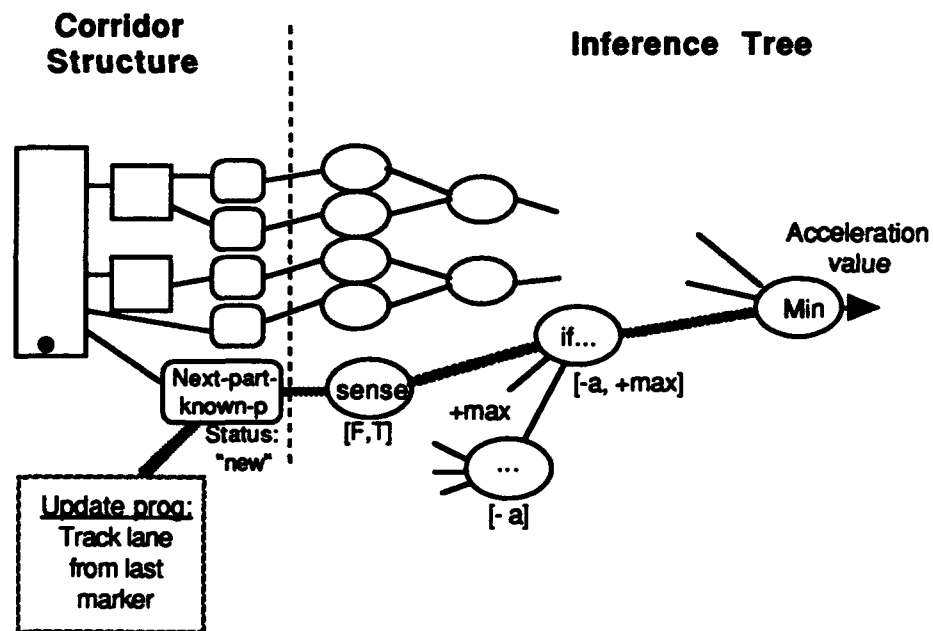 Corridor
Structure
Inference Tree
Acceleration
value
Min
if...
[-a, +max]
Next-part-
known-p
sense
+max
[F,T]
Status:
"new"
...
[- a]
Update prog:
Track lane
from last
marker